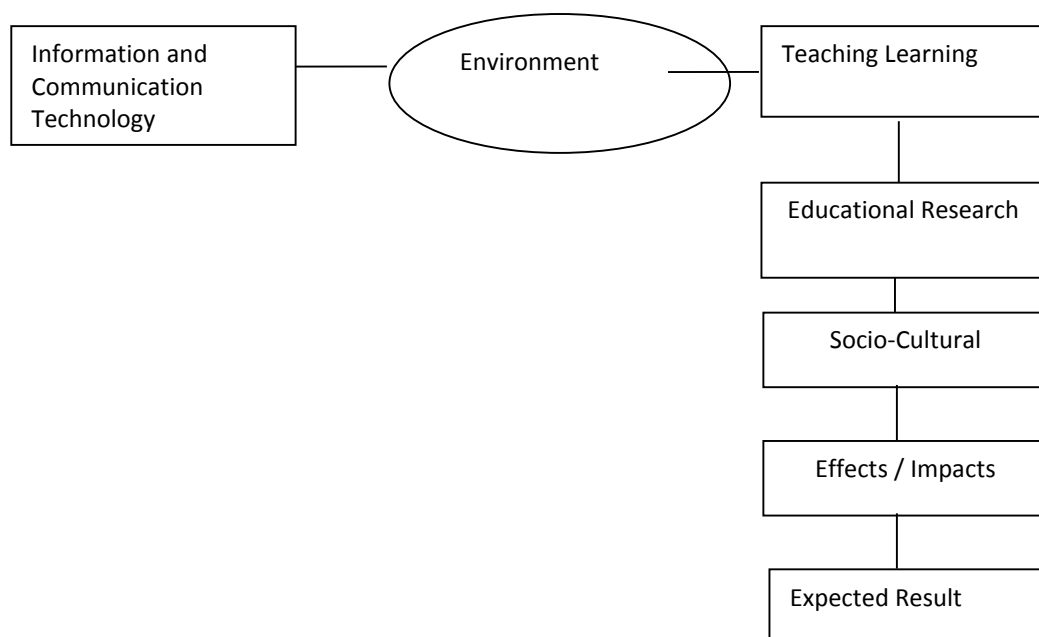 Information and
Communication
Technology
Environment
Teaching Learning
Educational Research
Socio-Cultural
Effects / Impacts
Expected Result